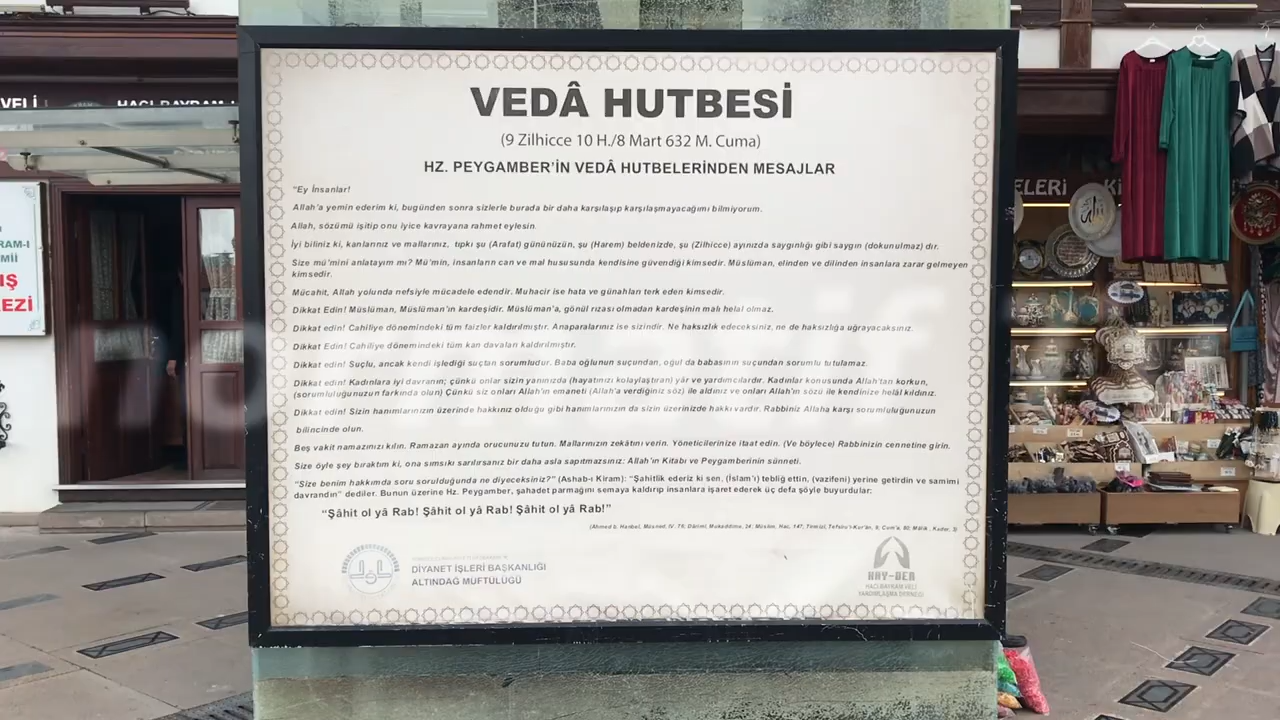 VELİ
HACI BAYRAM-I
RAM-I
Mİİ
IŞ
EZİ
ELERİ
VEDÂ HUTBESİ
(9 Zilhicce 10 H./8 Mart 632 M. Cuma)
HZ. PEYGAMBER'İN VEDÂ HUTBELERİNDEN MESAJLAR
"Ey İnsanlar!
Allah'a yemin ederim ki, bugünden sonra sizlerle burada bir daha karşılaşıp karşılaşmayacağımı bilmiyorum.
Allah, sözümü işitip onu iyice kavrayana rahmet eylesin.
İyi biliniz ki, kanlarınız ve mallarınız, tıpkı şu (Arafat) gününüzün, şu (Harem) beldenizde, şu (Zilhicce) ayınızda saygınlığı gibi saygın (dokunulmaz) dır.
Size mü'mini anlatayım mı? Mü'min, insanların can ve mal hususunda kendisine güvendiği kimsedir. Müslüman, elinden ve dilinden insanlara zarar gelmeyen
kimsedir.
Mücahit, Allah yolunda nefsiyle mücadele edendir. Muhacir ise hata ve günahları terk eden kimsedir.
Dikkat Edin! Müslüman, Müslüman'ın kardeşidir. Müslüman'a, gönül rızası olmadan kardeşinin malı helal olmaz.
Dikkat edin! Cahiliye dönemindeki tüm faizler kaldırılmıştır. Anaparalarınız ise sizindir. Ne haksızlık edeceksiniz, ne de haksızlığa uğrayacaksınız.
Dikkat Edin! Cahiliye dönemindeki tüm kan davaları kaldırılmıştır.
Dikkat edin! Suçlu, ancak kendi işlediği suçtan sorumludur. Baba oğlunun suçundan, oğul da babasının suçundan sorumlu tutulamaz.
Dikkat edin! Kadınlara iyi davranın; çünkü onlar sizin yanınızda (hayatınızı kolaylaştıran) yâr ve yardımcılardır. Kadınlar konusunda Allah'tan korkun,
(sorumluluğunuzun farkında olun) Çünkü siz onları Allah'ın emaneti (Allah'a verdiğiniz söz) ile aldınız ve onları Allah'ın sözü ile kendinize helâl kıldınız.
Dikkat edin! Sizin hanımlarınızın üzerinde hakkınız olduğu gibi hanımlarınızın da sizin üzerinizde hakkı vardır. Rabbiniz Allaha karşı sorumluluğunuzun
bilincinde olun.
Beş vakit namazınızı kılın. Ramazan ayında orucunuzu tutun. Mallarınızın zekâtını verin. Yöneticilerinize itaat edin. (Ve böylece) Rabbinizin cennetine girin.
Size öyle şey bıraktım ki, ona sımsıkı sarılırsanız bir daha asla sapıtmazsınız: Allah'ın Kitabı ve Peygamberinin sünneti.
"Size benim hakkımda soru sorulduğunda ne diyeceksiniz?" (Ashab-ı Kiram): "Şahitlik ederiz ki sen, (İslam'ı) tebliğ ettin, (vazifeni) yerine getirdin ve samimi
davrandın" dediler. Bunun üzerine Hz. Peygamber, şahadet parmağını semaya kaldırıp insanlara işaret ederek üç defa şöyle buyurdular;
"Şâhit ol yâ Rab! Şâhit ol yâ Rab! Şâhit ol yâ Rab!"
(Ahmed b. Hanbel, Müsned, IV, 76; Dârimî, Mukaddime, 24; Müslim, Hac, 147; Tirmizî, Tefsîru'l-Kur'ân, 9; Cum'a, 80; Mâlik, Kader, 3)
DİYANET İŞLERİ BAŞKANLIĞI
ALTINDAĞ MÜFTÜLÜĞÜ
HAY-DER
HACI BAYRAM VELİ
YARDIMLAŞMA DERNEĞİ